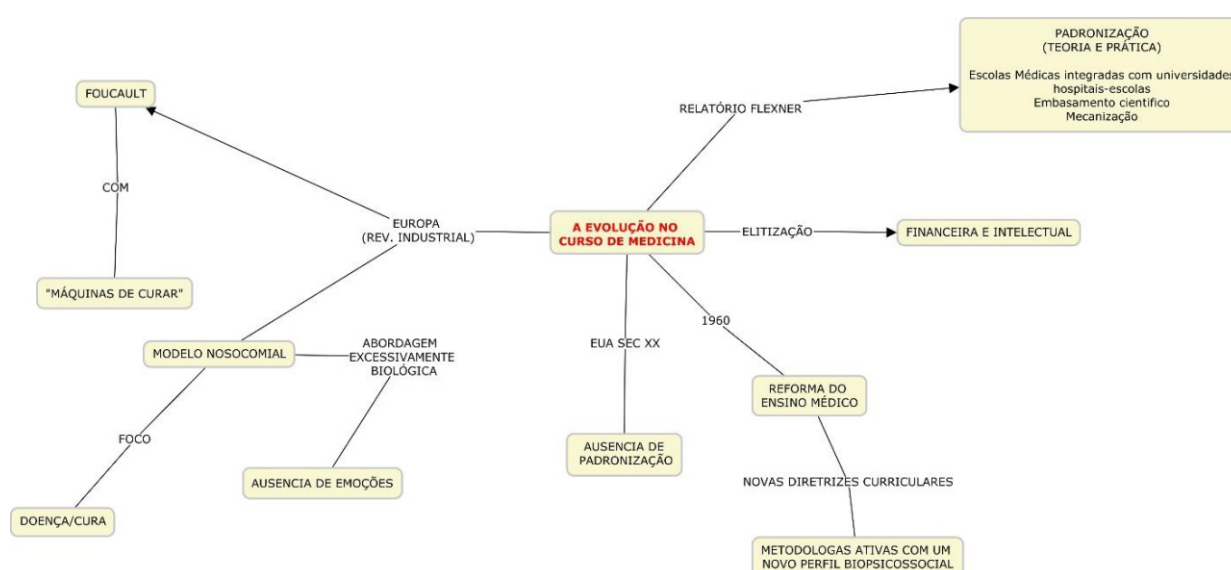 PADRONIZAÇÃO
(TEORIA E PRÁTICA)
Escolas Médicas integradas com universidades
hospitais-escolas
Embasamento cientifico
Mecanização
FOUCAULT
RELATÓRIO FLEXNER
COM
EUROPA
(REV. INDUSTRIAL)
A EVOLUÇÃO NO
CURSO DE MEDICINA
ELITIZAÇÃO
FINANCEIRA E INTELECTUAL
"MÁQUINAS DE CURAR"
1960
MODELO NOSOCOMIAL
ABORDAGEM
EXCESSIVAMENTE
BIOLÓGICA
EUA SEC XX
REFORMA DO
ENSINO MÉDICO
FOCO
AUSENCIA DE
PADRONIZAÇÃO
AUSENCIA DE EMOÇÕES
NOVAS DIRETRIZES CURRICULARES
DOENÇA/CURA
METODOLOGAS ATIVAS COM UM
NOVO PERFIL BIOPSICOSSOCIAL